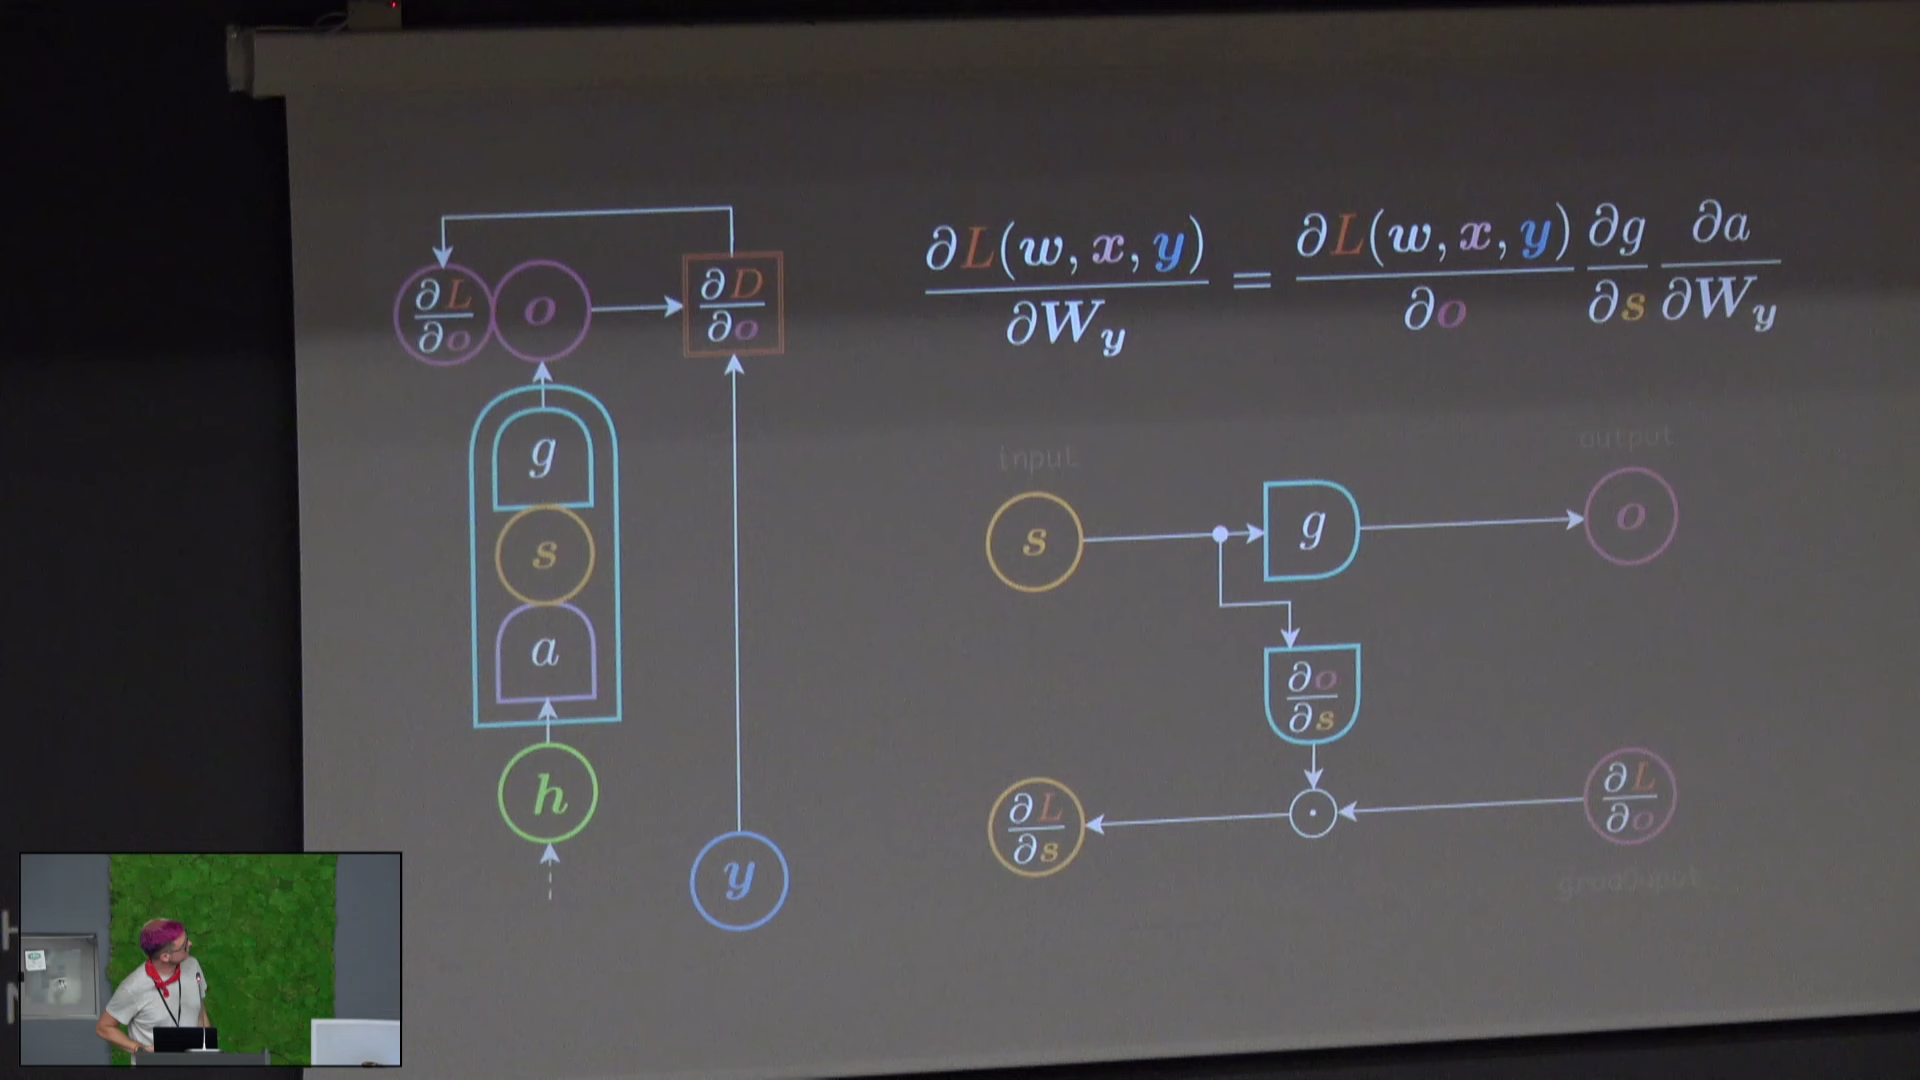 ∂L/∂o o ∂D/∂o
g
s
a
h
y
∂L(w, x, y)/∂W_y = ∂L(w, x, y)/∂o ∂g/∂s ∂a/∂W_y
input output
s g o
∂o/∂s
∂L/∂s · ∂L/∂o